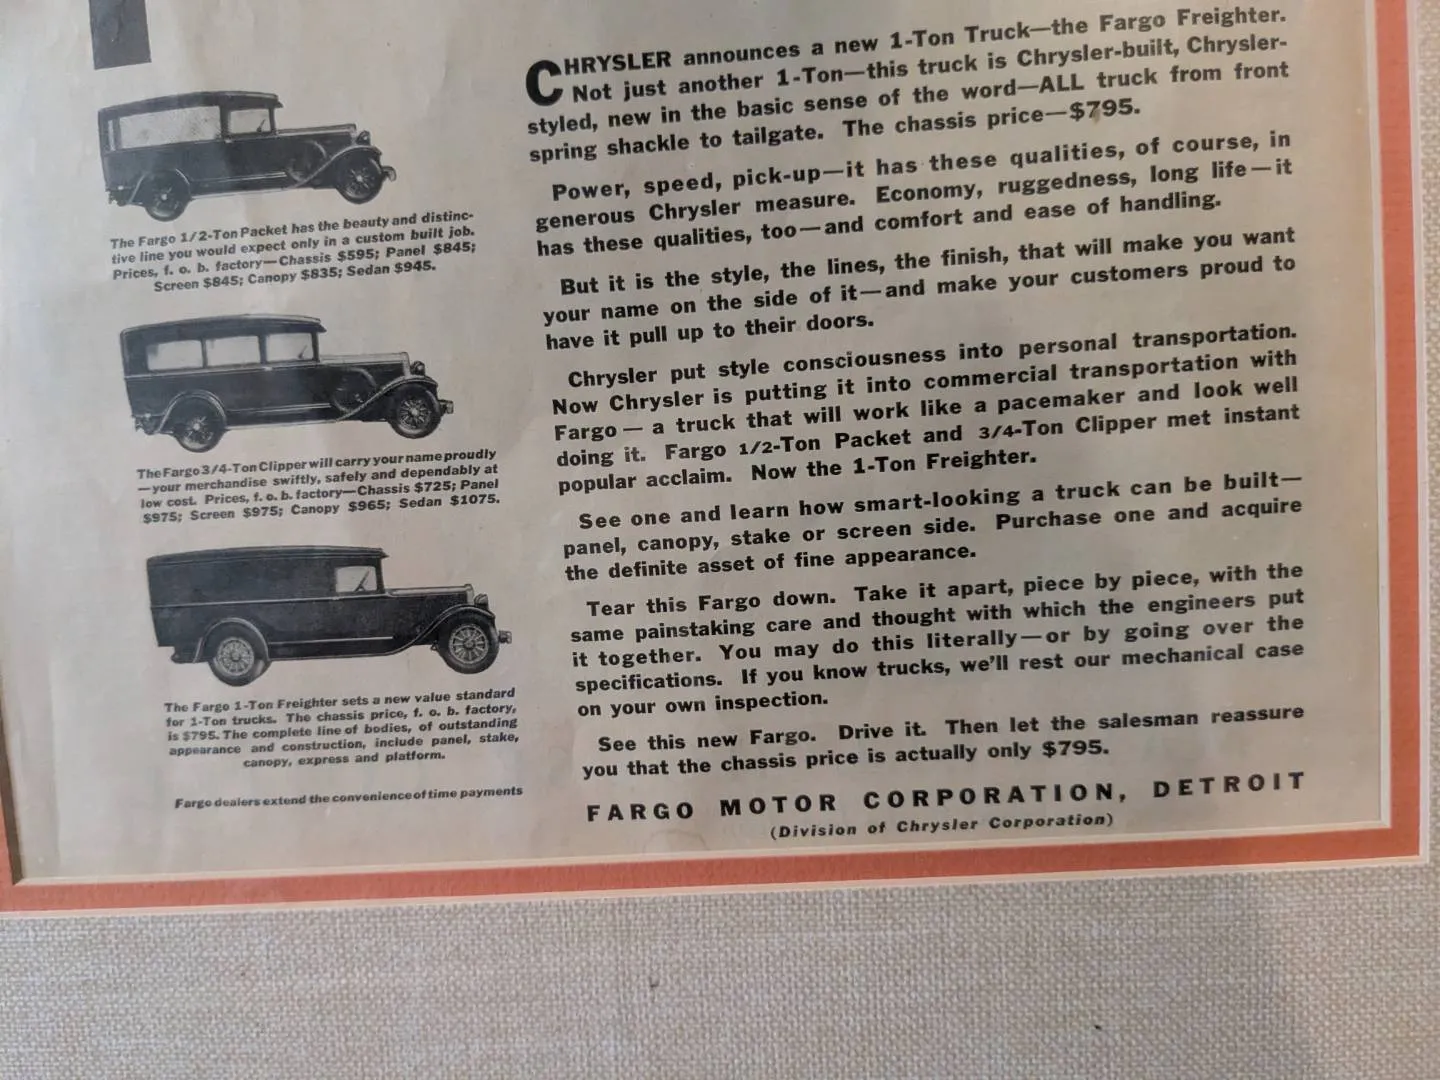 The Fargo 1/2-Ton Packet has the beauty and distinc-
tive line you would expect only in a custom built job.
Prices, f. o. b. factory—Chassis $595; Panel $845;
Screen $845; Canopy $835; Sedan $945.
The Fargo 3/4-Ton Clipper will carry your name proudly
—your merchandise swiftly, safely and dependably at
low cost. Prices, f. o. b. factory—Chassis $725; Panel
$975; Screen $975; Canopy $965; Sedan $1075.
The Fargo 1-Ton Freighter sets a new value standard
for 1-Ton trucks. The chassis price, f. o. b. factory,
is $795. The complete line of bodies, of outstanding
appearance and construction, include panel, stake,
canopy, express and platform.
Fargo dealers extend the convenience of time payments
CHRYSLER announces a new 1-Ton Truck—the Fargo Freighter.
Not just another 1-Ton—this truck is Chrysler-built, Chrysler-
styled, new in the basic sense of the word—ALL truck from front
spring shackle to tailgate. The chassis price—$795.
Power, speed, pick-up—it has these qualities, of course, in
generous Chrysler measure. Economy, ruggedness, long life—it
has these qualities, too—and comfort and ease of handling.
But it is the style, the lines, the finish, that will make you want
your name on the side of it—and make your customers proud to
have it pull up to their doors.
Chrysler put style consciousness into personal transportation.
Now Chrysler is putting it into commercial transportation with
Fargo — a truck that will work like a pacemaker and look well
doing it. Fargo 1/2-Ton Packet and 3/4-Ton Clipper met instant
popular acclaim. Now the 1-Ton Freighter.
See one and learn how smart-looking a truck can be built—
panel, canopy, stake or screen side. Purchase one and acquire
the definite asset of fine appearance.
Tear this Fargo down. Take it apart, piece by piece, with the
same painstaking care and thought with which the engineers put
it together. You may do this literally—or by going over the
specifications. If you know trucks, we'll rest our mechanical case
on your own inspection.
See this new Fargo. Drive it. Then let the salesman reassure
you that the chassis price is actually only $795.
FARGO MOTOR CORPORATION, DETROIT
(Division of Chrysler Corporation)